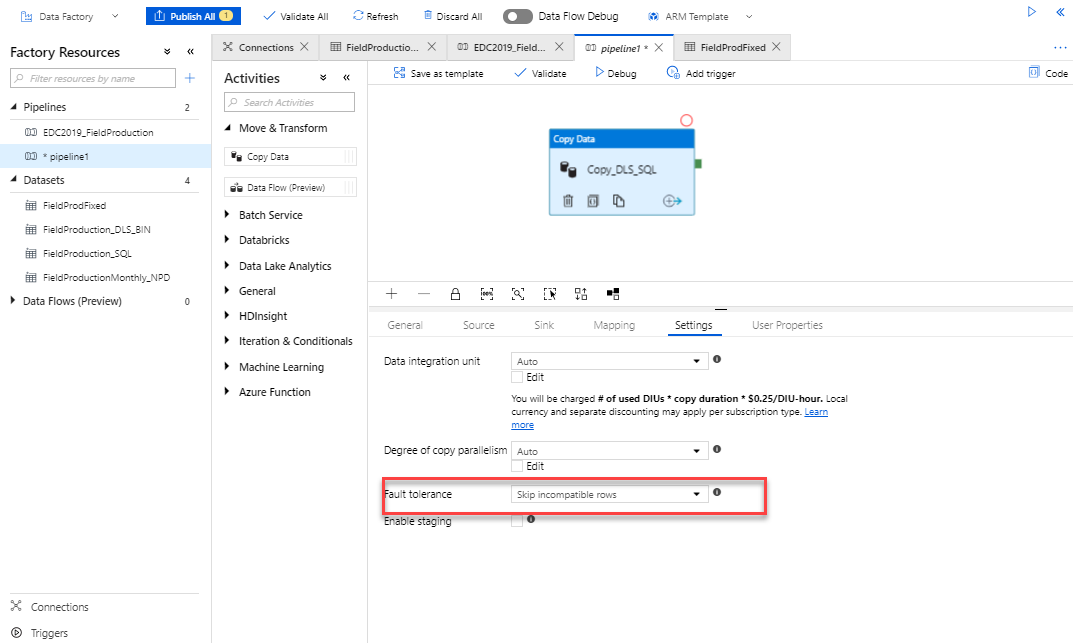 Data Factory
Publish All 1
Validate All
Refresh
Discard All
Data Flow Debug
ARM Template
Factory Resources
Filter resources by name
Pipelines 2
EDC2019_FieldProduction
* pipeline1
Datasets 4
FieldProdFixed
FieldProduction_DLS_BIN
FieldProduction_SQL
FieldProductionMonthly_NPD
Data Flows (Preview) 0
Connections
Triggers
Connections
FieldProductio...
EDC2019_Field...
pipeline1 *
FieldProdFixed
Activities
Search Activities
Move & Transform
Copy Data
Data Flow (Preview)
Batch Service
Databricks
Data Lake Analytics
General
HDInsight
Iteration & Conditionals
Machine Learning
Azure Function
Save as template
Validate
Debug
Add trigger
Code
Copy Data
Copy_DLS_SQL
General
Source
Sink
Mapping
Settings
User Properties
Data integration unit
Auto
Edit
You will be charged # of used DIUs * copy duration * $0.25/DIU-hour. Local
currency and separate discounting may apply per subscription type. Learn
more
Degree of copy parallelism
Auto
Edit
Fault tolerance
Skip incompatible rows
Enable staging